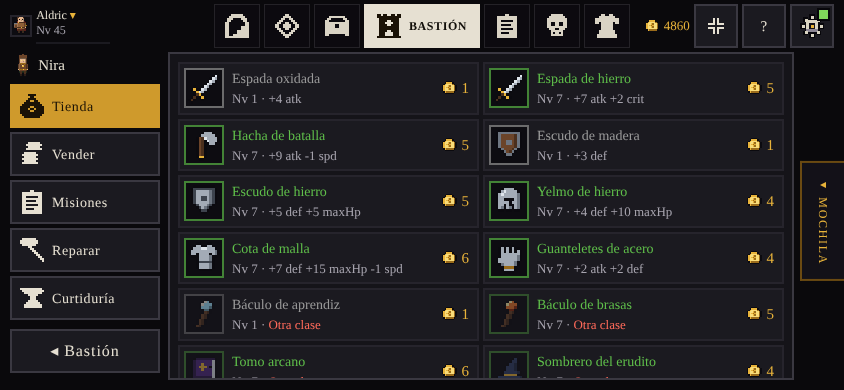 Aldric ▾
Nv 45
BASTIÓN
4860
?
Nira
Tienda
Vender
Misiones
Reparar
Curtiduría
◂ Bastión
Espada oxidada
Nv 1 · +4 atk
1
Espada de hierro
Nv 7 · +7 atk +2 crit
5
Hacha de batalla
Nv 7 · +9 atk -1 spd
5
Escudo de madera
Nv 1 · +3 def
1
Escudo de hierro
Nv 7 · +5 def +5 maxHp
5
Yelmo de hierro
Nv 7 · +4 def +10 maxHp
4
Cota de malla
Nv 7 · +7 def +15 maxHp -1 spd
6
Guanteletes de acero
Nv 7 · +2 atk +2 def
4
Báculo de aprendiz
Nv 1 · Otra clase
1
Báculo de brasas
Nv 7 · Otra clase
5
Tomo arcano
6
Sombrero del erudito
4
◂ MOCHILA